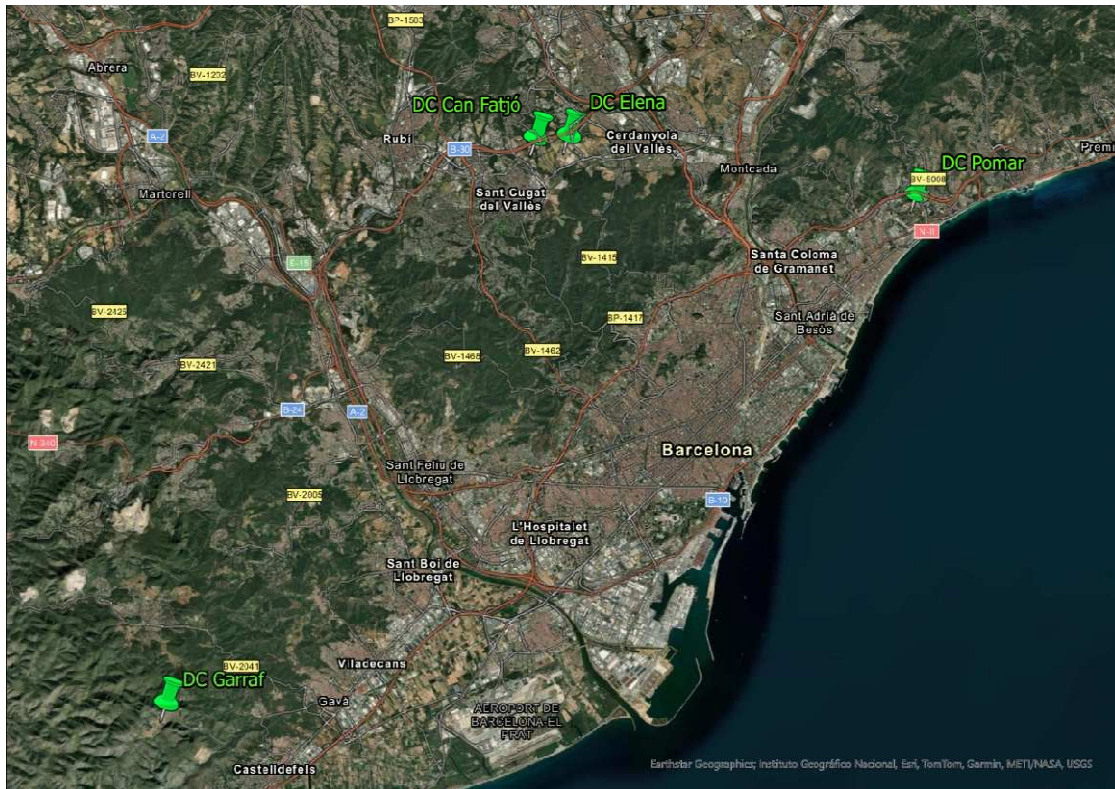 BP-1503
Abrera
BV-1202
DC Can Fatjó
DC Elena
A-2
Rubí
B-30
Cerdanyola
del Vallès
Montcada
Premi
DC Pomar
BV-5008
Martorell
Sant Cugat
del Vallès
N-II
E-15
BV-1415
Santa Coloma
de Gramanet
BV-2425
BP-1417
Sant Adrià de
Besòs
BV-2421
BV-1468
BV-1462
B-24
A-2
N-340
Barcelona
Sant Feliu de
Llobregat
BV-2005
B-10
L'Hospitalet
de Llobregat
Sant Boi de
Llobregat
BV-2041
Viladecans
DC Garraf
Gavà
AEROPORT DE
BARCELONA-EL
PRAT
Castelldefels
Earthstar Geographics; Instituto Geográfico Nacional, Esri, TomTom, Garmin, METI/NASA, USGS